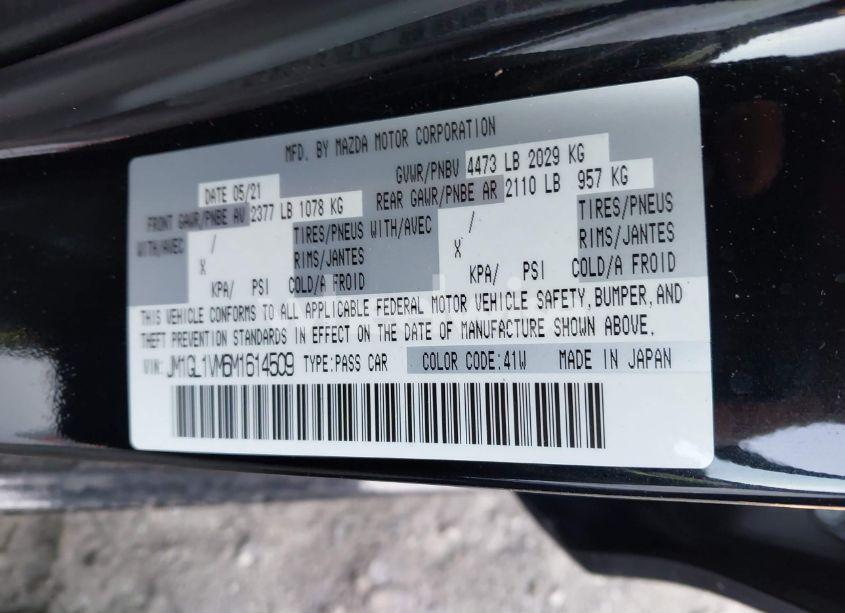 MFD. BY MAZDA MOTOR CORPORATION
DATE 05/21 GVWR/PNBV 4473 LB 2029 KG
FRONT GAWR/PNBE AV 2377 LB 1078 KG REAR GAWR/PNBE AR 2110 LB 957 KG
WITH/AVEC / TIRES/PNEUS WITH/AVEC / TIRES/PNEUS
X RIMS/JANTES X RIMS/JANTES
KPA/ PSI COLD/A FROID KPA/ PSI COLD/A FROID
THIS VEHICLE CONFORMS TO ALL APPLICABLE FEDERAL MOTOR VEHICLE SAFETY, BUMPER, AND
THEFT PREVENTION STANDARDS IN EFFECT ON THE DATE OF MANUFACTURE SHOWN ABOVE.
VIN: JM1GL1VM6M1614509 TYPE:PASS CAR COLOR CODE:41W MADE IN JAPAN